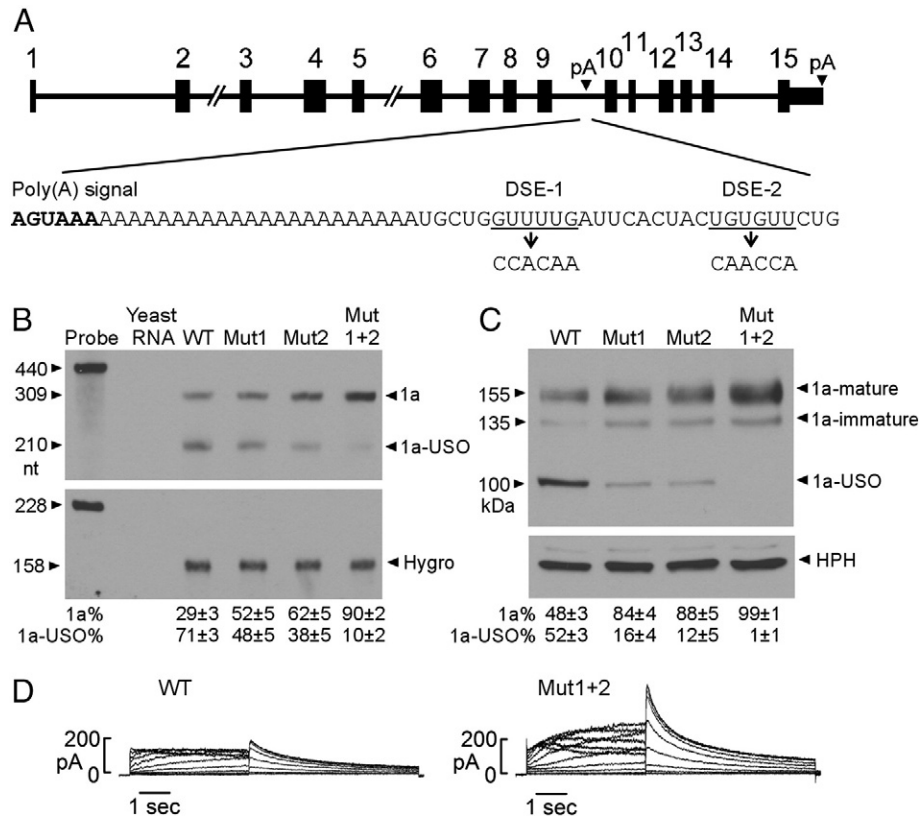 A
1 2 3 4 5 6 7 8 9 pA 10 11 12 13 14 15 pA
Poly(A) signal DSE-1 DSE-2
AGUAAAAAAAAAAAAAAAAAAAAAAAAAUGCUGGUUUUGAUUCACUACUGUGUUCUG
CCACAA CAACCA
B
Probe Yeast RNA WT Mut1 Mut2 Mut 1+2
440
309 1a
210 1a-USO
nt
228
158 Hygro
1a% 29±3 52±5 62±5 90±2
1a-USO% 71±3 48±5 38±5 10±2
C
WT Mut1 Mut2 Mut 1+2
155 1a-mature
135 1a-immature
100 1a-USO
kDa
HPH
1a% 48±3 84±4 88±5 99±1
1a-USO% 52±3 16±4 12±5 1±1
D
WT
200
pA
0
1 sec
Mut1+2
200
pA
0
1 sec